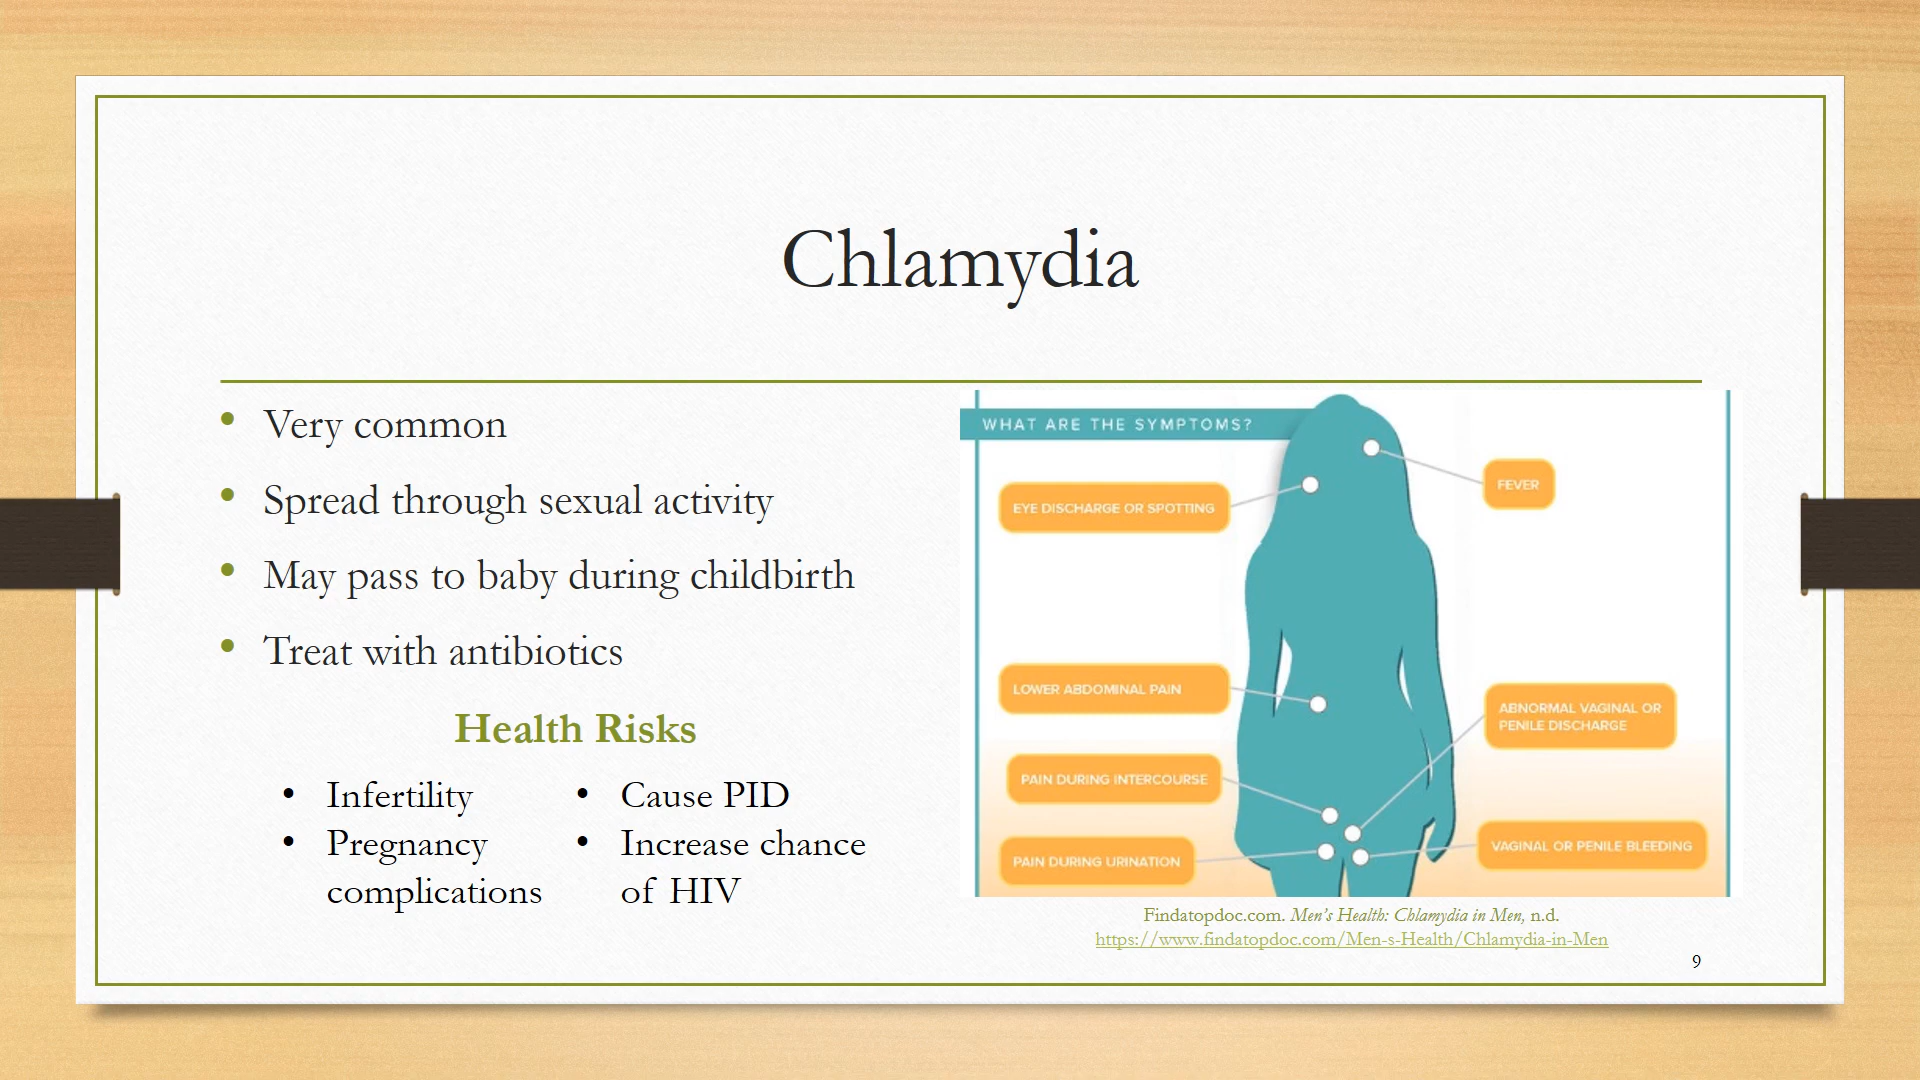 Chlamydia
• Very common
• Spread through sexual activity
• May pass to baby during childbirth
• Treat with antibiotics
Health Risks
• Infertility
• Pregnancy
complications
• Cause PID
• Increase chance
of HIV
WHAT ARE THE SYMPTOMS?
EYE DISCHARGE OR SPOTTING
FEVER
LOWER ABDOMINAL PAIN
ABNORMAL VAGINAL OR
PENILE DISCHARGE
PAIN DURING INTERCOURSE
VAGINAL OR PENILE BLEEDING
PAIN DURING URINATION
Findatopdoc.com. Men’s Health: Chlamydia in Men, n.d.
https://www.findatopdoc.com/Men-s-Health/Chlamydia-in-Men
9